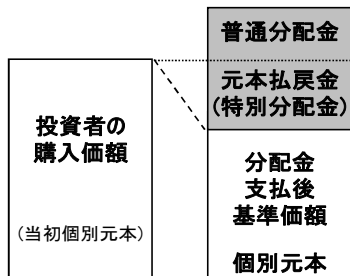 投資者の
購入価額
(当初個別元本)
普通分配金
元本払戻金
(特別分配金)
分配金
支払後
基準価額
個別元本